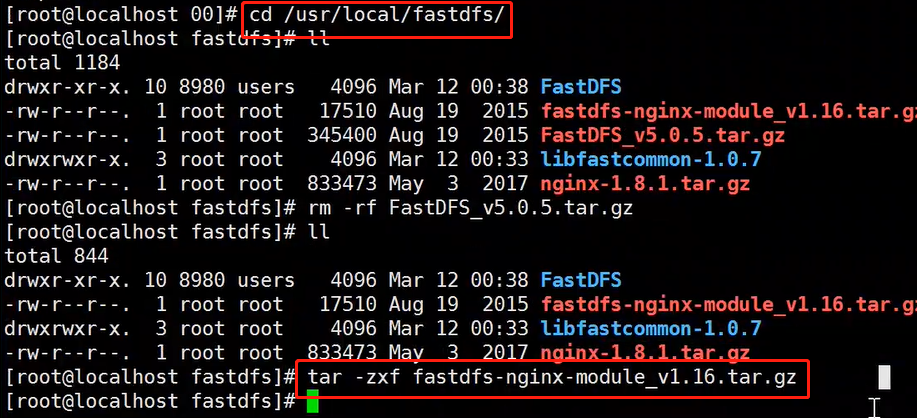 [root@localhost 00]# cd /usr/local/fastdfs/
[root@localhost fastdfs]# ll
total 1184
drwxr-xr-x. 10 8980 users   4096 Mar 12 00:38 FastDFS
-rw-r--r--.  1 root root   17510 Aug 19  2015 fastdfs-nginx-module_v1.16.tar.gz
-rw-r--r--.  1 root root  345400 Aug 19  2015 FastDFS_v5.0.5.tar.gz
drwxrwxr-x.  3 root root    4096 Mar 12 00:33 libfastcommon-1.0.7
-rw-r--r--.  1 root root  833473 May  3  2017 nginx-1.8.1.tar.gz
[root@localhost fastdfs]# rm -rf FastDFS_v5.0.5.tar.gz
[root@localhost fastdfs]# ll
total 844
drwxr-xr-x. 10 8980 users   4096 Mar 12 00:38 FastDFS
-rw-r--r--.  1 root root   17510 Aug 19  2015 fastdfs-nginx-module_v1.16.tar.gz
drwxrwxr-x.  3 root root    4096 Mar 12 00:33 libfastcommon-1.0.7
-rw-r--r--.  1 root root  833473 May  3  2017 nginx-1.8.1.tar.gz
[root@localhost fastdfs]# tar -zxf fastdfs-nginx-module_v1.16.tar.gz
[root@localhost fastdfs]#